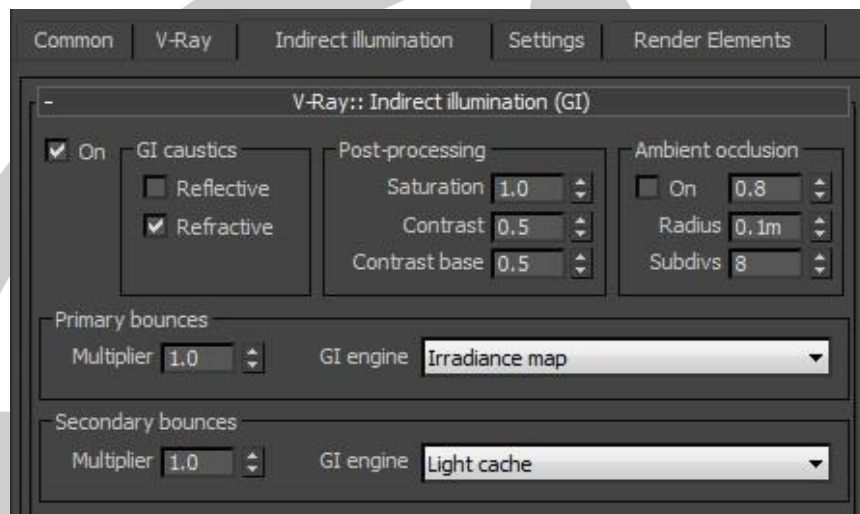 Common V-Ray Indirect illumination Settings Render Elements
- V-Ray:: Indirect illumination (GI)
On GI caustics Post-processing Ambient occlusion
Reflective Saturation 1.0 On 0.8
Refractive Contrast 0.5 Radius 0.1m
Contrast base 0.5 Subdivs 8
Primary bounces
Multiplier 1.0 GI engine Irradiance map
Secondary bounces
Multiplier 1.0 GI engine Light cache